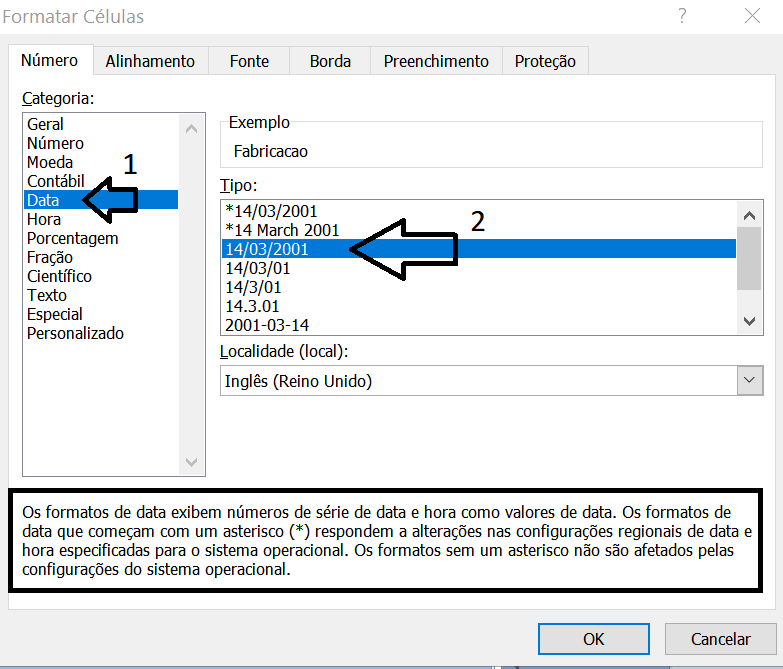 Formatar Células
?
Número
Alinhamento
Fonte
Borda
Preenchimento
Proteção
Categoria:
Geral
Número
Moeda
Contábil
Data
Hora
Porcentagem
Fração
Científico
Texto
Especial
Personalizado
1
Exemplo
Fabricacao
Tipo:
*14/03/2001
*14 March 2001
14/03/2001
14/03/01
14/3/01
14.3.01
2001-03-14
2
Localidade (local):
Inglês (Reino Unido)
Os formatos de data exibem números de série de data e hora como valores de data. Os formatos de
data que começam com um asterisco (*) respondem a alterações nas configurações regionais de data e
hora especificadas para o sistema operacional. Os formatos sem um asterisco não são afetados pelas
configurações do sistema operacional.
OK
Cancelar